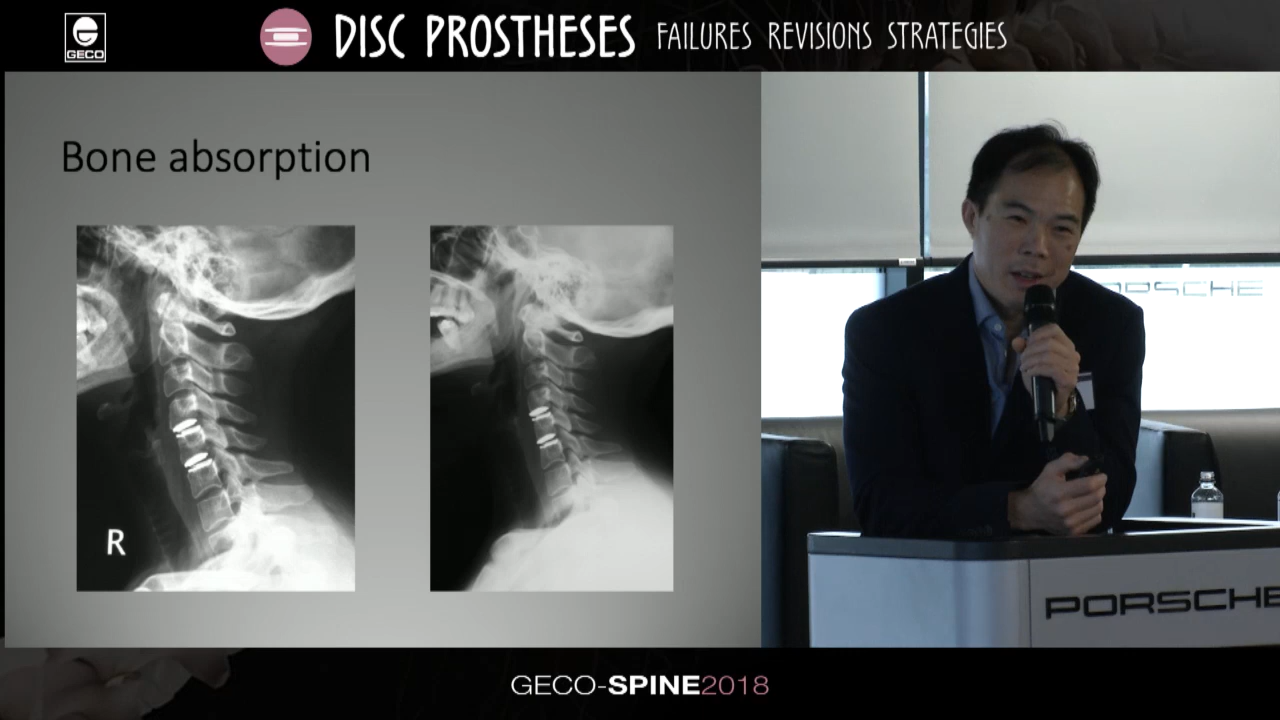 GECO
DISC PROSTHESES FAILURES REVISIONS STRATEGIES
Bone absorption
R
PORSCHE
PORSCHE
GECO-SPINE2018